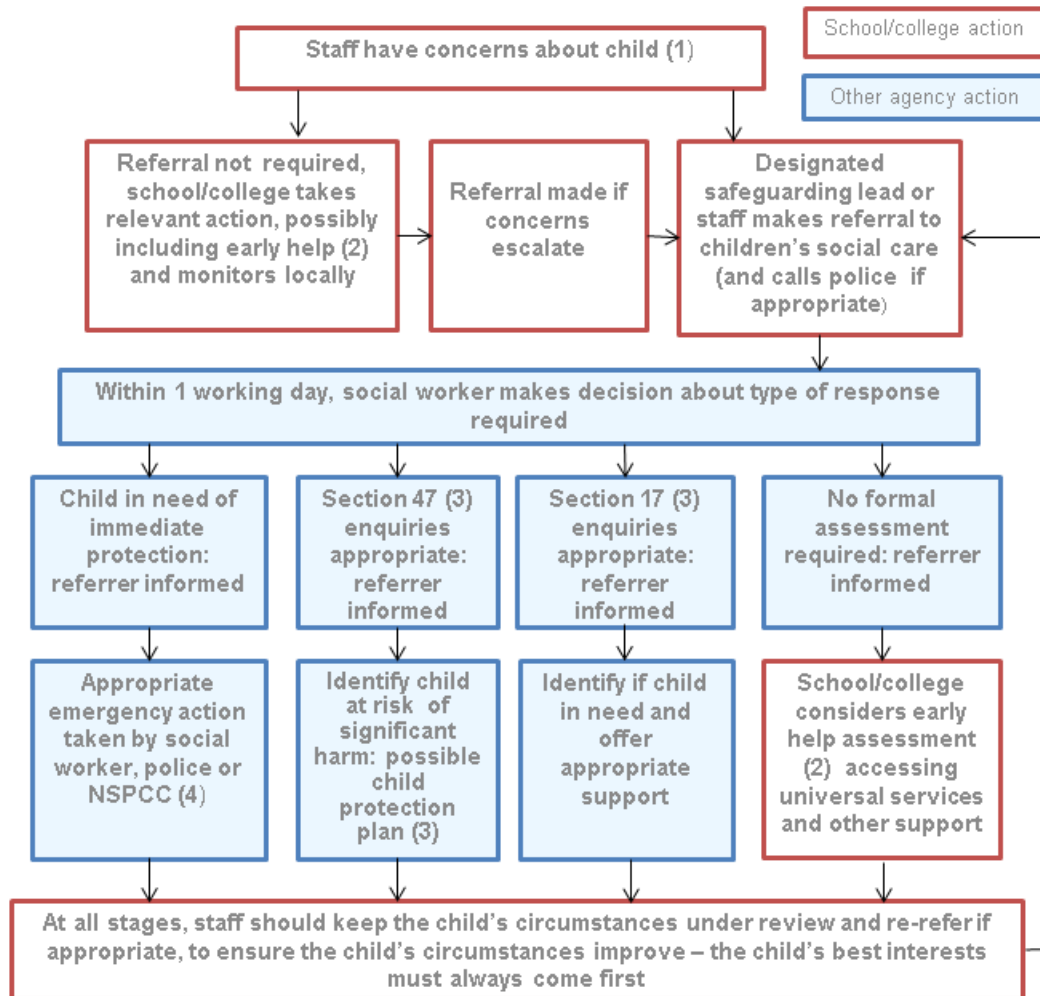 School/college action
Staff have concerns about child (1)
Other agency action
Referral not required,
school/college takes
relevant action, possibly
including early help (2)
and monitors locally
Referral made if
concerns
escalate
Designated
safeguarding lead or
staff makes referral to
children's social care
(and calls police if
appropriate)
Within 1 working day, social worker makes decision about type of response
required
Child in need of
immediate
protection:
referrer informed
Section 47 (3)
enquiries
appropriate:
referrer
informed
Section 17 (3)
enquiries
appropriate:
referrer
informed
No formal
assessment
required: referrer
informed
Appropriate
emergency action
taken by social
worker, police or
NSPCC (4)
Identify child
at risk of
significant
harm: possible
child
protection
plan (3)
Identify if child
in need and
offer
appropriate
support
School/college
considers early
help assessment
(2) accessing
universal services
and other support
At all stages, staff should keep the child's circumstances under review and re-refer if
appropriate, to ensure the child's circumstances improve – the child's best interests
must always come first